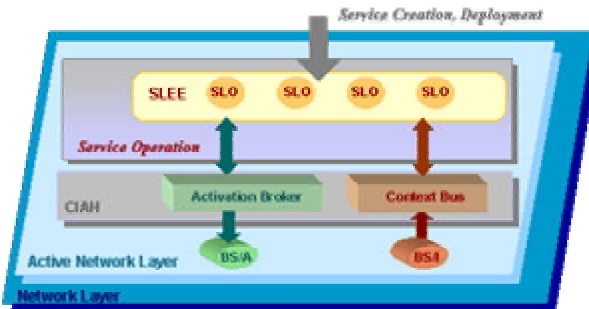 Service Creation, Deployment
SLEE SLO SLO SLO SLO
Service Operation
Activation Broker Context Bus
CIAH
BS/A BS/I
Active Network Layer
Network Layer